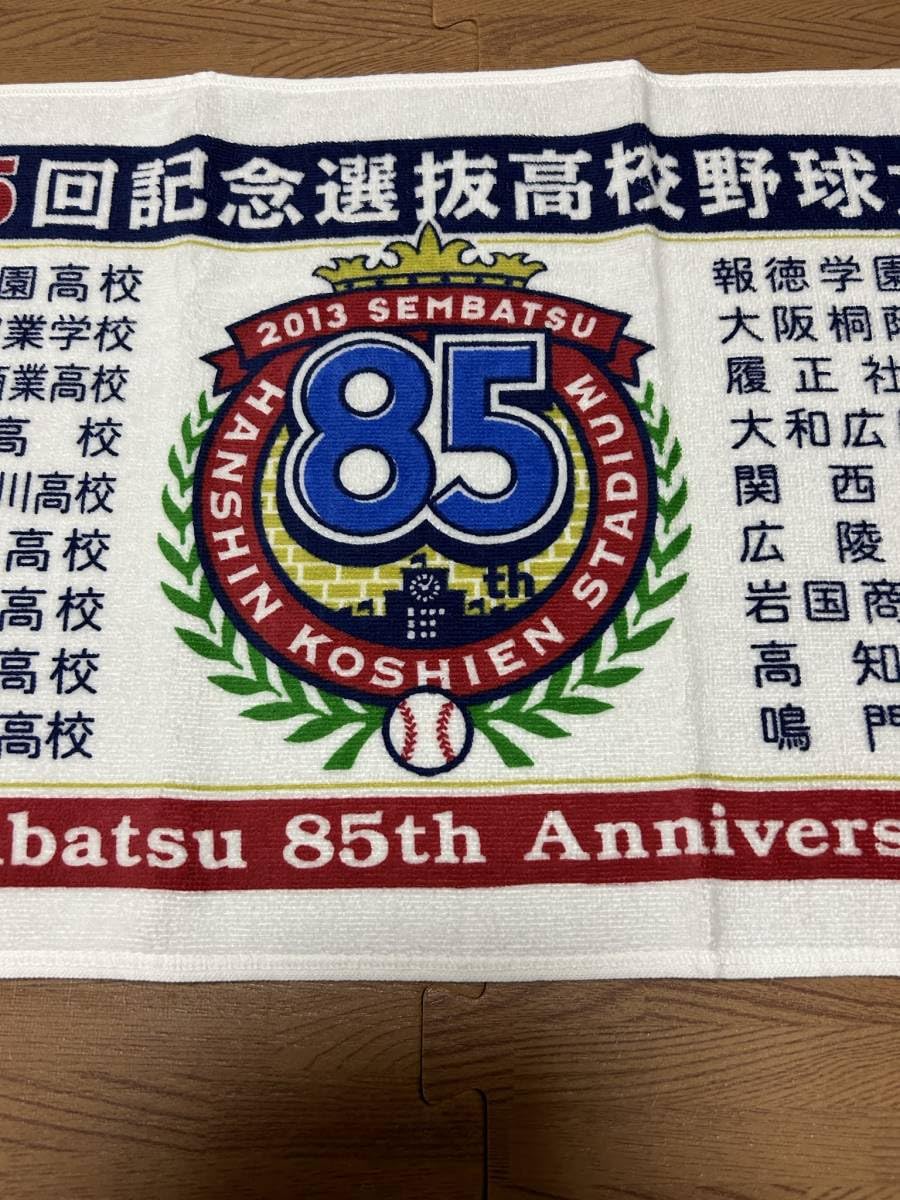 5回記念選抜高校野球
園高校
業学校
商業高校
高校
川高校
高校
高校
高校
高校
2013 SEMBATSU
85th
HANSHIN KOSHIEN STADIUM
報徳学園
大阪桐蔭
履正社
大和広
関西
広陵
岩国商
高知
鳴門
mbatsu 85th Annivers